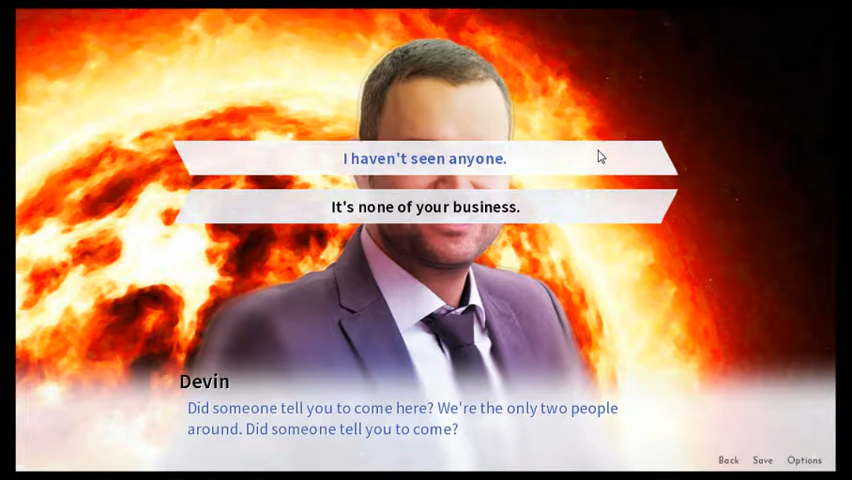 I haven't seen anyone.
It's none of your business.
Devin
Did someone tell you to come here? We're the only two people
around. Did someone tell you to come?
Back Save Options